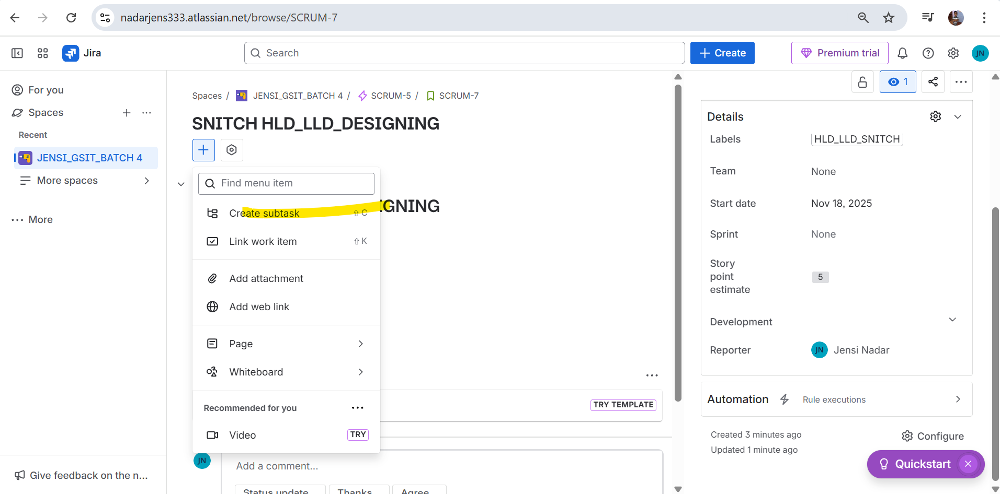 nadarjens333.atlassian.net/browse/SCRUM-7
Jira
Search
Create
Premium trial
JN
For you
Spaces
Recent
JENSI_GSIT_BATCH 4
More spaces
More
Give feedback on the n...
Spaces / JENSI_GSIT_BATCH 4 / SCRUM-5 / SCRUM-7
SNITCH HLD_LLD_DESIGNING
Find menu item
Create subtask ⇧ C
GNING
Link work item ⇧ K
Add attachment
Add web link
Page
Whiteboard
TRY TEMPLATE
Recommended for you
Video TRY
JN
Add a comment...
Status update
Thanks
Agree
1
Details
Labels HLD_LLD_SNITCH
Team None
Start date Nov 18, 2025
Sprint None
Story
point
estimate
5
Development
Reporter JN Jensi Nadar
Automation Rule executions
Created 3 minutes ago
Updated 1 minute ago
Configure
Quickstart